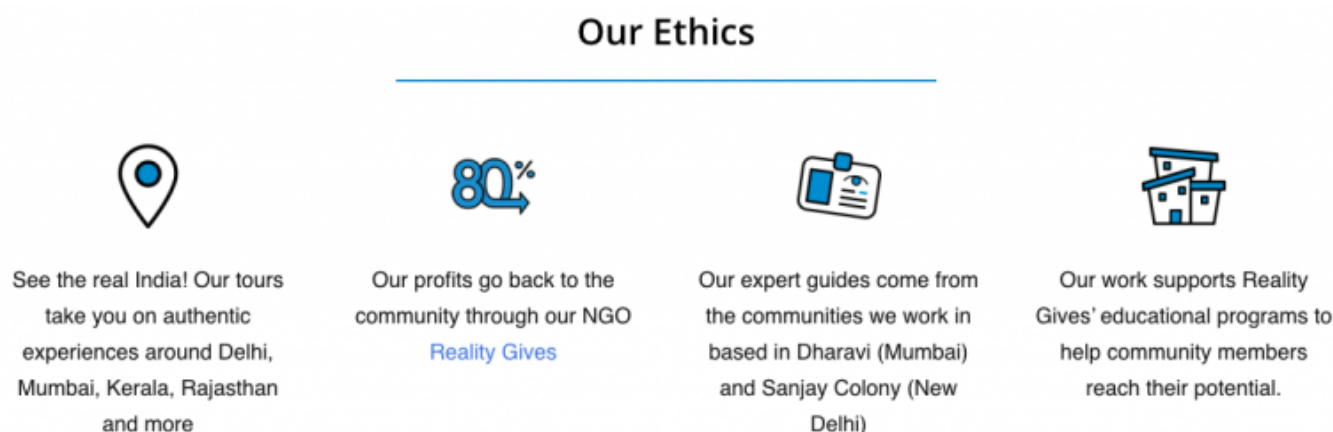 Our Ethics
80%
See the real India! Our tours
take you on authentic
experiences around Delhi,
Mumbai, Kerala, Rajasthan
and more
Our profits go back to the
community through our NGO
Reality Gives
Our expert guides come from
the communities we work in
based in Dharavi (Mumbai)
and Sanjay Colony (New
Delhi)
Our work supports Reality
Gives' educational programs to
help community members
reach their potential.